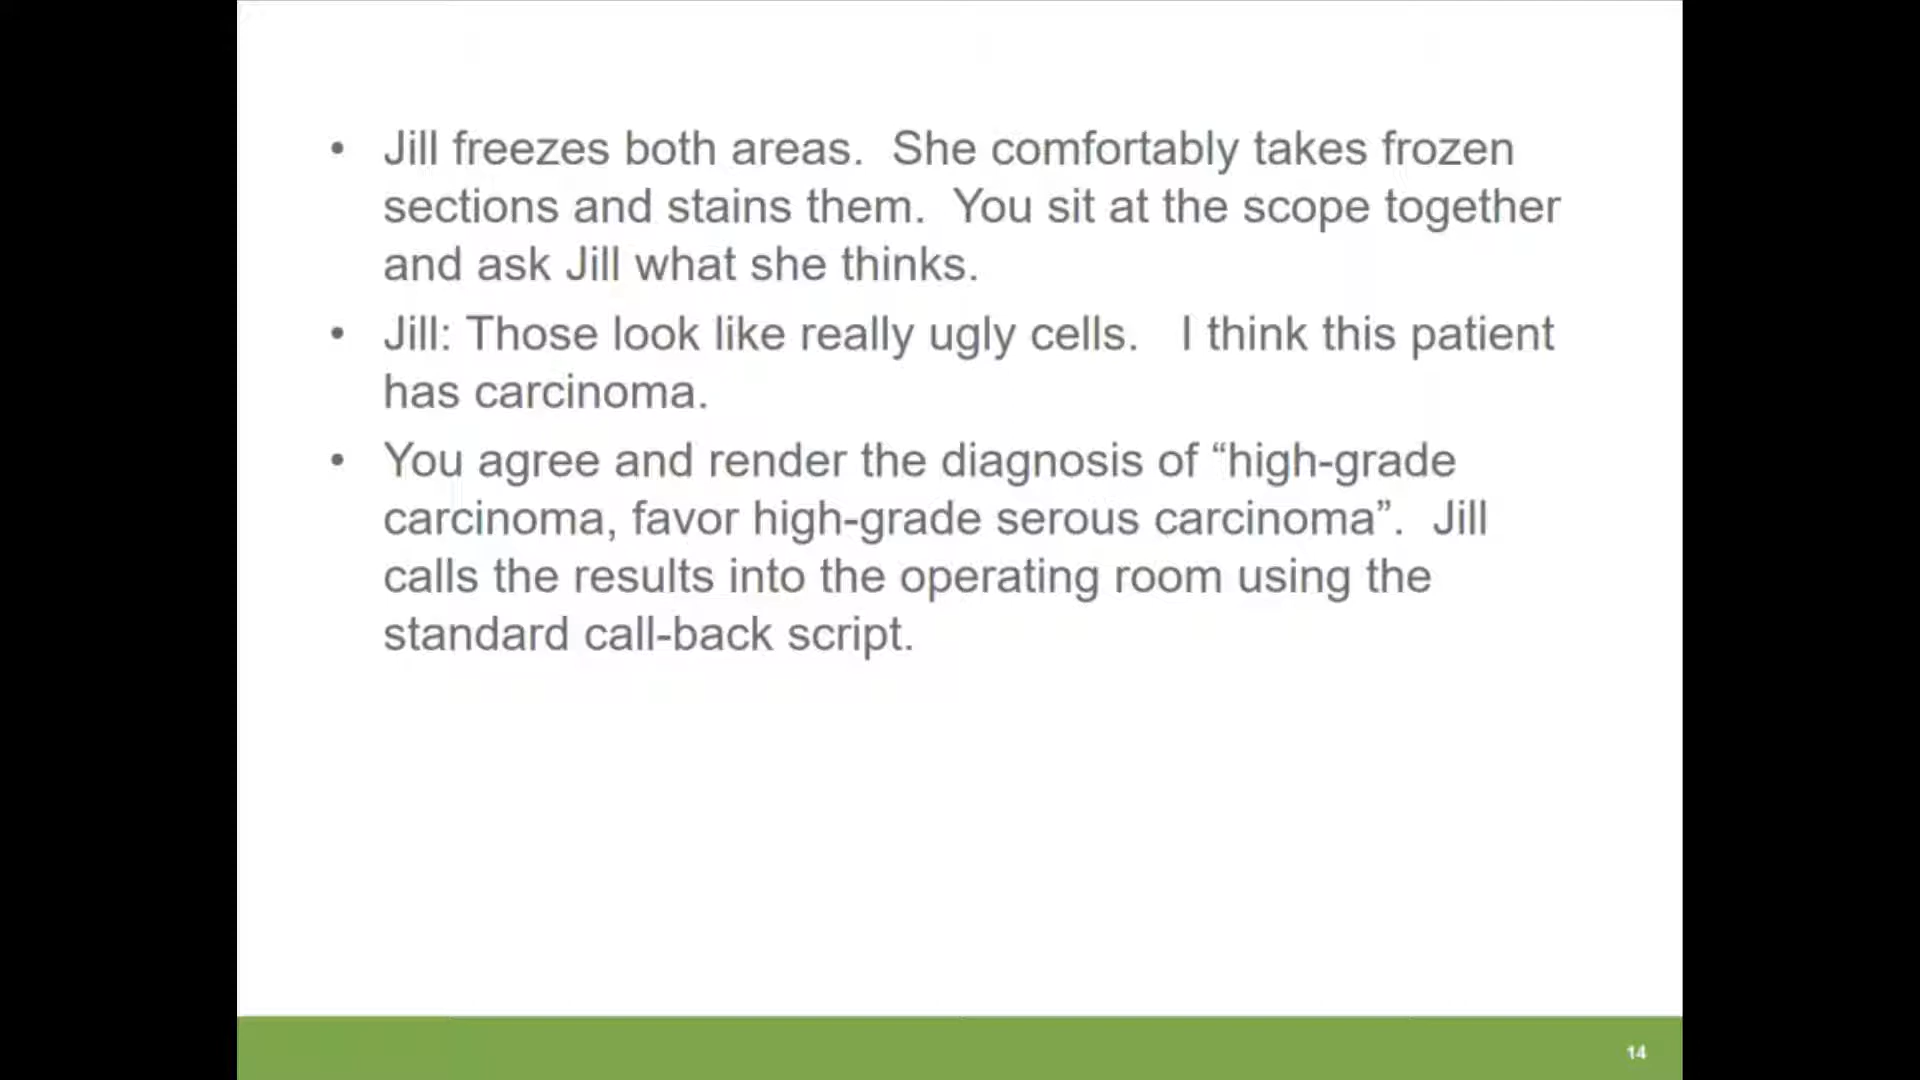 • Jill freezes both areas.  She comfortably takes frozen
sections and stains them.  You sit at the scope together
and ask Jill what she thinks.
• Jill: Those look like really ugly cells.   I think this patient
has carcinoma.
• You agree and render the diagnosis of “high-grade
carcinoma, favor high-grade serous carcinoma”.  Jill
calls the results into the operating room using the
standard call-back script.
14